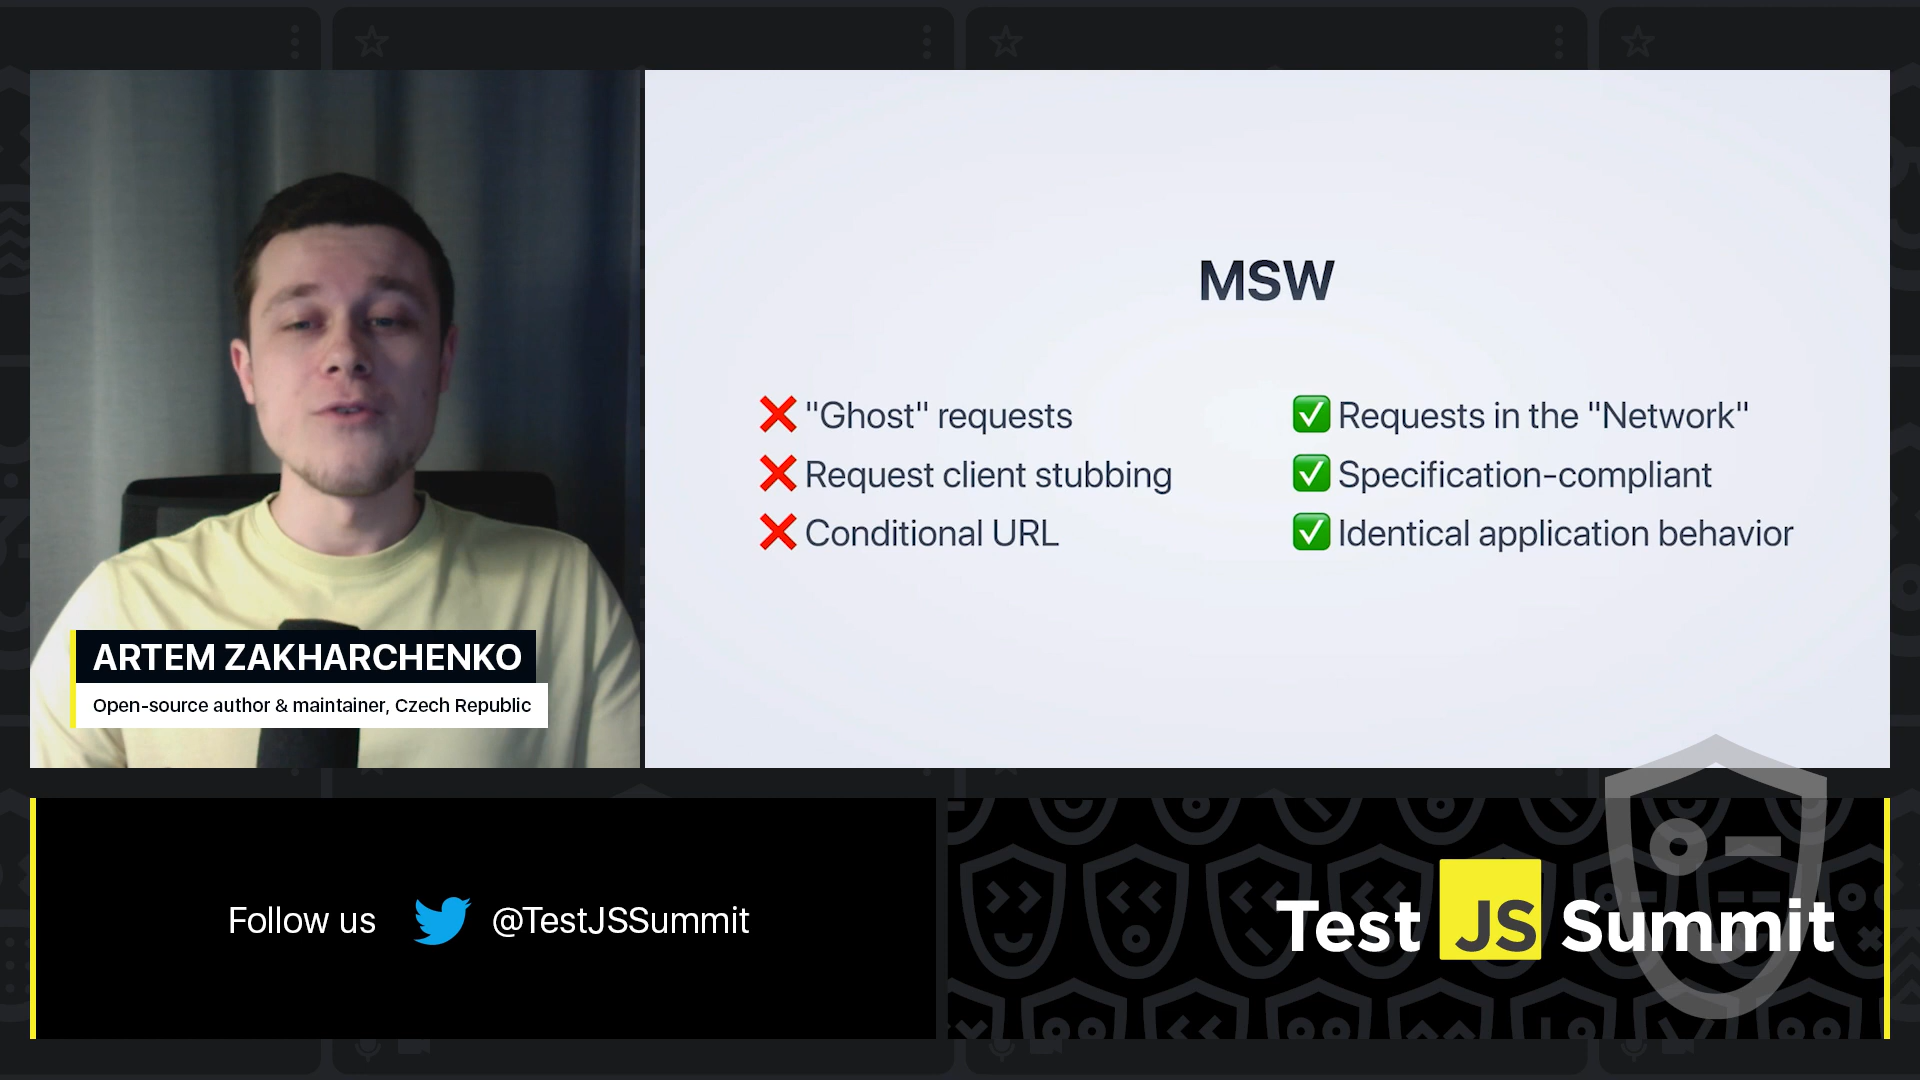 MSW
❌ "Ghost" requests
❌ Request client stubbing
❌ Conditional URL
✅ Requests in the "Network"
✅ Specification-compliant
✅ Identical application behavior
ARTEM ZAKHARCHENKO
Open-source author & maintainer, Czech Republic
Follow us @TestJSSummit
Test JS Summit